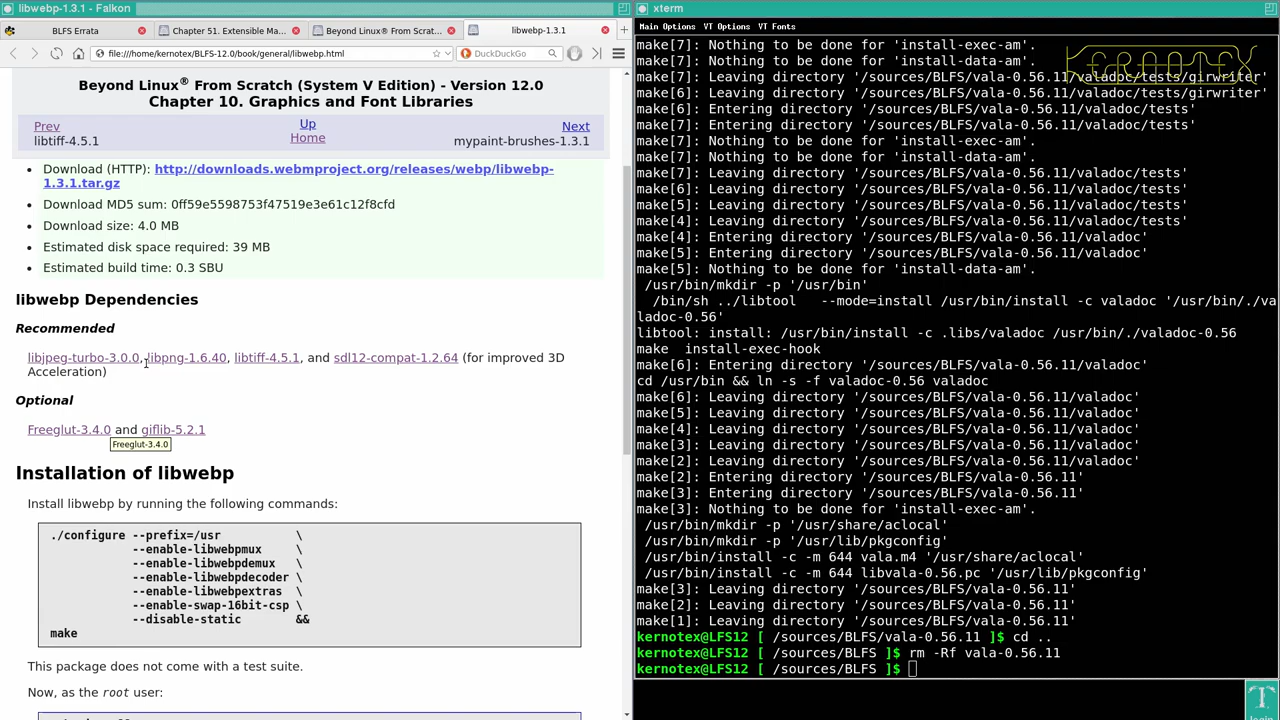 libwebp-1.3.1 - Falkon
BLFS Errata
Chapter 51. Extensible Ma
Beyond Linux® From Scrat
libwebp-1.3.1
file:///home/kernotex/BLFS-12.0/book/general/libwebp.html
DuckDuckGo
Beyond Linux® From Scratch (System V Edition) - Version 12.0
Chapter 10. Graphics and Font Libraries
Prev
Up
Next
libtiff-4.5.1
Home
mypaint-brushes-1.3.1
• Download (HTTP): http://downloads.webmproject.org/releases/webp/libwebp-
1.3.1.tar.gz
• Download MD5 sum: 0ff59e5598753f47519e3e61c12f8cfd
• Download size: 4.0 MB
• Estimated disk space required: 39 MB
• Estimated build time: 0.3 SBU
libwebp Dependencies
Recommended
libjpeg-turbo-3.0.0, libpng-1.6.40, libtiff-4.5.1, and sdl12-compat-1.2.64 (for improved 3D
Acceleration)
Optional
Freeglut-3.4.0 and giflib-5.2.1
Freeglut-3.4.0
Installation of libwebp
Install libwebp by running the following commands:
./configure --prefix=/usr \
--enable-libwebpmux \
--enable-libwebpdemux \
--enable-libwebpdecoder \
--enable-libwebpextras \
--enable-swap-16bit-csp \
--disable-static &&
make
This package does not come with a test suite.
Now, as the root user:
xterm
Main Options VT Options VT Fonts
KERNOTEX
make[7]: Nothing to be done for 'install-exec-am'.
make[7]: Nothing to be done for 'install-data-am'.
make[7]: Leaving directory '/sources/BLFS/vala-0.56.11/valadoc/tests/girwriter'
make[6]: Leaving directory '/sources/BLFS/vala-0.56.11/valadoc/tests/girwriter'
make[6]: Entering directory '/sources/BLFS/vala-0.56.11/valadoc/tests'
make[7]: Entering directory '/sources/BLFS/vala-0.56.11/valadoc/tests'
make[7]: Nothing to be done for 'install-exec-am'.
make[7]: Nothing to be done for 'install-data-am'.
make[7]: Leaving directory '/sources/BLFS/vala-0.56.11/valadoc/tests'
make[6]: Leaving directory '/sources/BLFS/vala-0.56.11/valadoc/tests'
make[5]: Leaving directory '/sources/BLFS/vala-0.56.11/valadoc/tests'
make[4]: Leaving directory '/sources/BLFS/vala-0.56.11/valadoc/tests'
make[4]: Entering directory '/sources/BLFS/vala-0.56.11/valadoc'
make[5]: Entering directory '/sources/BLFS/vala-0.56.11/valadoc'
make[5]: Nothing to be done for 'install-data-am'.
/usr/bin/mkdir -p '/usr/bin'
/bin/sh ../libtool --mode=install /usr/bin/install -c valadoc '/usr/bin/./va
ladoc-0.56'
libtool: install: /usr/bin/install -c .libs/valadoc /usr/bin/./valadoc-0.56
make install-exec-hook
make[6]: Entering directory '/sources/BLFS/vala-0.56.11/valadoc'
cd /usr/bin && ln -s -f valadoc-0.56 valadoc
make[6]: Leaving directory '/sources/BLFS/vala-0.56.11/valadoc'
make[5]: Leaving directory '/sources/BLFS/vala-0.56.11/valadoc'
make[4]: Leaving directory '/sources/BLFS/vala-0.56.11/valadoc'
make[3]: Leaving directory '/sources/BLFS/vala-0.56.11/valadoc'
make[2]: Leaving directory '/sources/BLFS/vala-0.56.11/valadoc'
make[2]: Entering directory '/sources/BLFS/vala-0.56.11'
make[3]: Entering directory '/sources/BLFS/vala-0.56.11'
make[3]: Nothing to be done for 'install-exec-am'.
/usr/bin/mkdir -p '/usr/share/aclocal'
/usr/bin/mkdir -p '/usr/lib/pkgconfig'
/usr/bin/install -c -m 644 vala.m4 '/usr/share/aclocal'
/usr/bin/install -c -m 644 libvala-0.56.pc '/usr/lib/pkgconfig'
make[3]: Leaving directory '/sources/BLFS/vala-0.56.11'
make[2]: Leaving directory '/sources/BLFS/vala-0.56.11'
make[1]: Leaving directory '/sources/BLFS/vala-0.56.11'
kernotex@LFS12 [ /sources/BLFS/vala-0.56.11 ]$ cd ..
kernotex@LFS12 [ /sources/BLFS ]$ rm -Rf vala-0.56.11
kernotex@LFS12 [ /sources/BLFS ]$